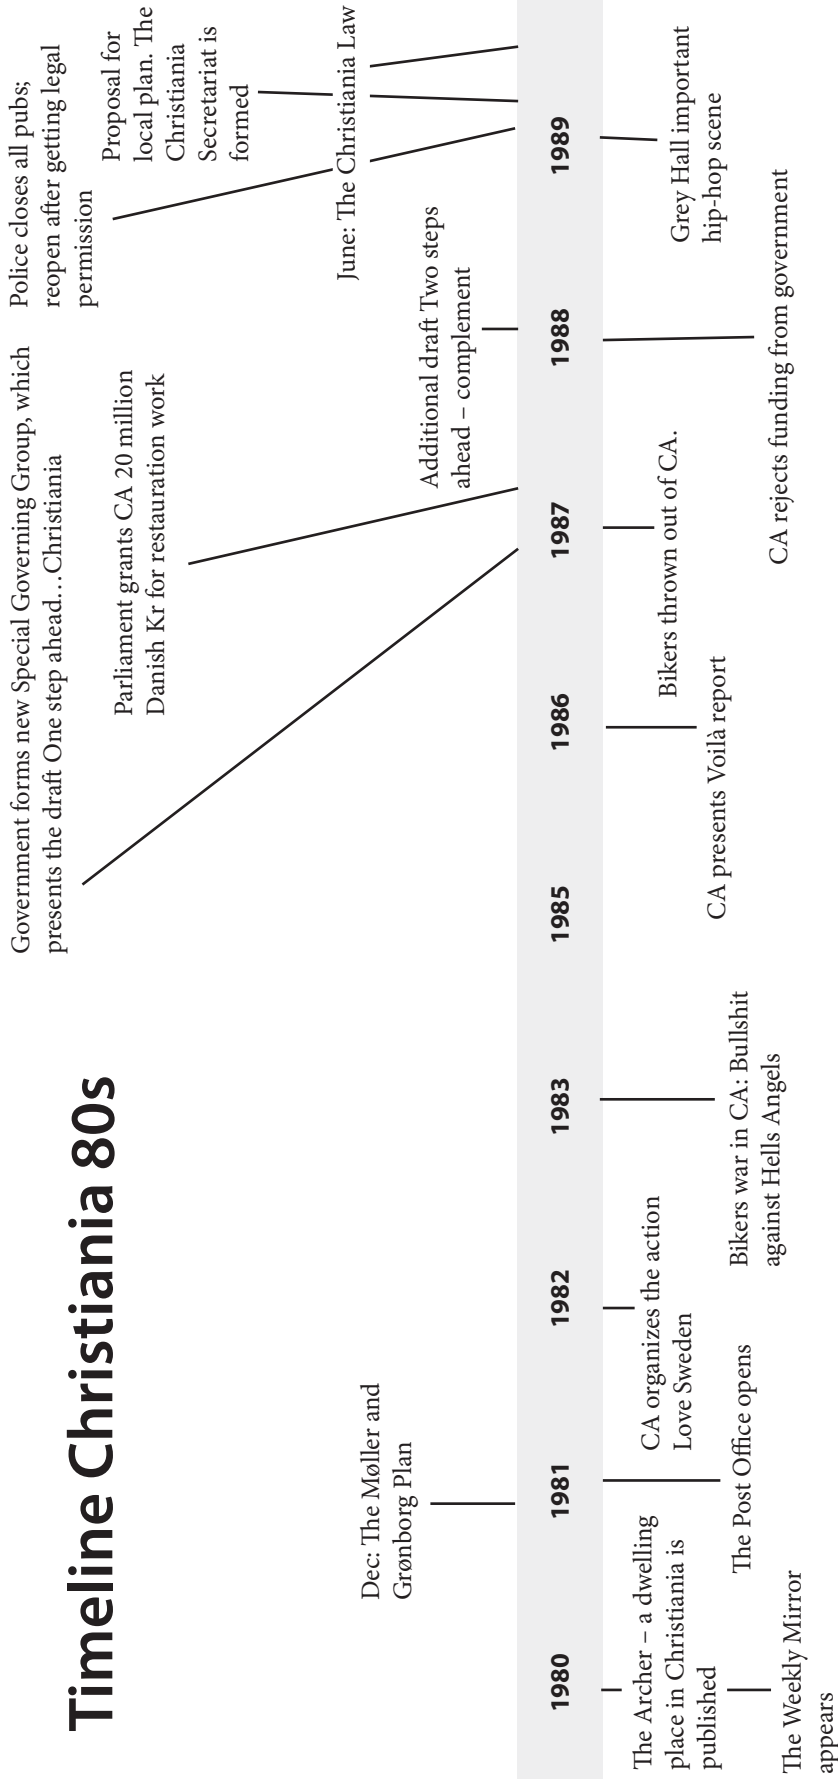 Timeline Christiania 80s
Government forms new Special Governing Group, which
presents the draft One step ahead…Christiania
Police closes all pubs;
reopen after getting legal
permission
Proposal for
local plan. The
Christiania
Secretariat is
formed
Parliament grants CA 20 million
Danish Kr for restauration work
June: The Christiania Law
Dec: The Møller and
Grønborg Plan
Additional draft Two steps
ahead – complement
1980
1981
1982
1983
1985
1986
1987
1988
1989
The Archer – a dwelling
place in Christiania is
published
The Weekly Mirror
appears
The Post Office opens
CA organizes the action
Love Sweden
Bikers war in CA: Bullshit
against Hells Angels
CA presents Voilà report
Bikers thrown out of CA.
CA rejects funding from government
Grey Hall important
hip-hop scene